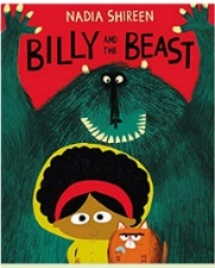 NADIA SHIREEN
BILLY AND THE BEAST